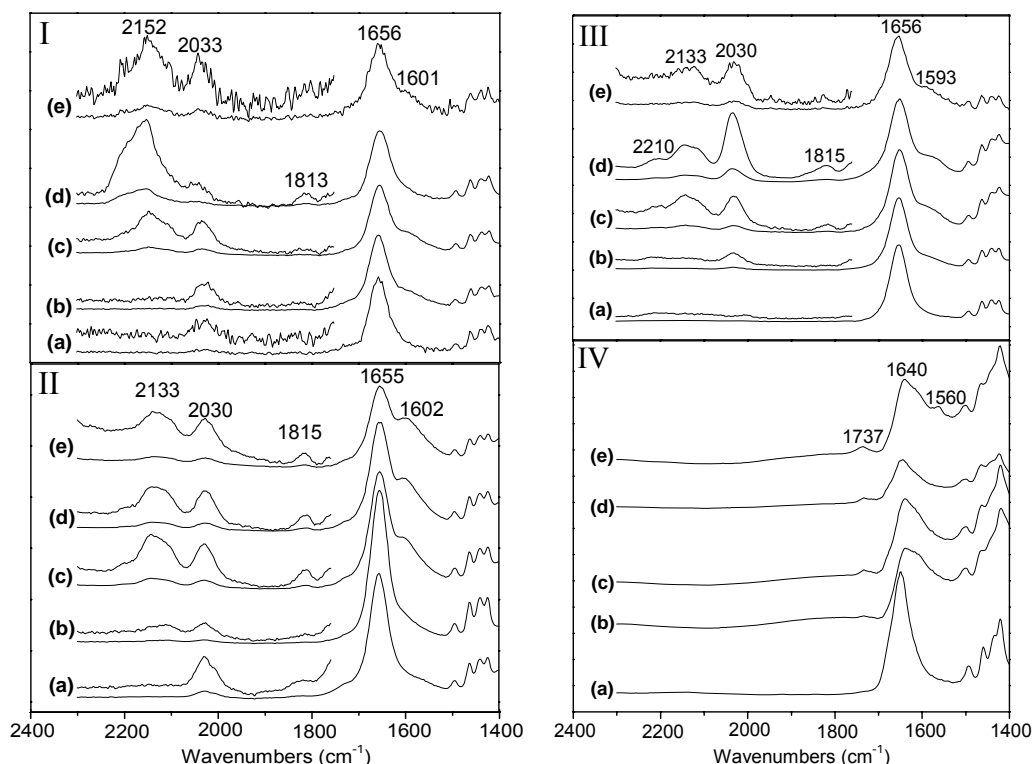 I
2152
2033
1656
1601
(e)
1813
(d)
(c)
(b)
(a)
II
2133
2030
1815
1655
1602
(e)
(d)
(c)
(b)
(a)
2400 2200 2000 1800 1600 1400
Wavenumbers (cm⁻¹)
III
2133
2030
1656
1593
(e)
2210
1815
(d)
(c)
(b)
(a)
IV
1640
1560
1737
(e)
(d)
(c)
(b)
(a)
2400 2200 2000 1800 1600 1400
Wavenumbers (cm⁻¹)